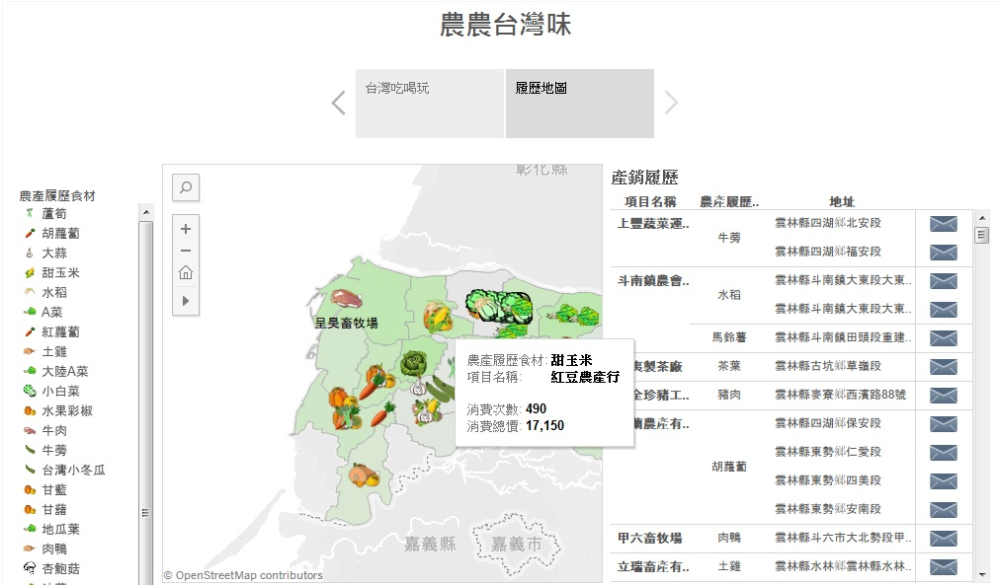 農農台灣味
台灣吃喝玩
履歷地圖
農產履歷食材
蘆筍
胡蘿蔔
大蒜
甜玉米
水稻
A菜
紅蘿蔔
土雞
大陸A菜
小白菜
水果彩椒
牛肉
牛蒡
台灣小冬瓜
甘藍
甘藷
地瓜葉
肉鴨
杏鮑菇
彰化縣
呈昊畜牧場
農產履歷食材: 甜玉米
項目名稱: 紅豆農產行
消費次數: 490
消費總價: 17,150
嘉義縣
嘉義市
© OpenStreetMap contributors
產銷履歷
項目名稱 農產履歷.. 地址
上豐蔬菜運.. 牛蒡 雲林縣四湖鄉北安段
雲林縣四湖鄉福安段
斗南鎮農會.. 水稻 雲林縣斗南鎮大東段大東..
雲林縣斗南鎮大東段大東..
馬鈴薯 雲林縣斗南鎮田頭段重建..
製茶廠 茶葉 雲林縣古坑鄉草嶺段
全珍豬工.. 豬肉 雲林縣麥寮鄉西濱路88號
農產有.. 胡蘿蔔 雲林縣四湖鄉保安段
雲林縣東勢鄉仁愛段
雲林縣東勢鄉四美段
雲林縣東勢鄉安南段
甲六畜牧場 肉鴨 雲林縣斗六市大北勢段甲..
立瑞畜產有.. 土雞 雲林縣水林鄉雲林縣水林..